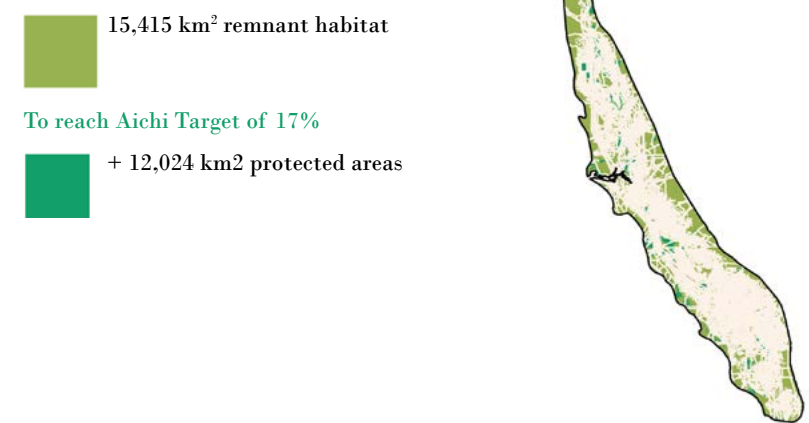 15,415 km² remnant habitat
To reach Aichi Target of 17%
+ 12,024 km2 protected areas